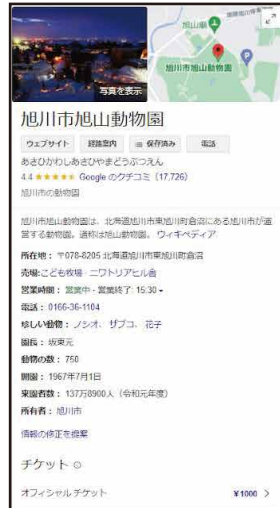 写真を表示
旭山廟
旭川市旭山動物園
旭川市旭山動物園
ウェブサイト
経路案内
保存済み
電話
あさひかわしあさひやまどうぶつえん
4.4 ★★★★★ Google のクチコミ (17,726)
旭川市の動物園
旭川市旭山動物園は、北海道旭川市東旭川町倉沼にある旭川市が運
営する動物園。通称は旭山動物園。 ウィキペディア
所在地： 〒078-8205 北海道旭川市東旭川町倉沼
売場: こども牧場 · ニワトリアヒル舎
営業時間： 営業中 · 営業終了: 15:30
電話： 0166-36-1104
珍しい動物： ノシオ、 ザブコ、 花子
園長： 坂東元
動物の数： 750
開園： 1967年7月1日
来園者数： 137万8900人（令和元年度）
所有者： 旭川市
情報の修正を提案
チケット
オフィシャル チケット
￥1000 >